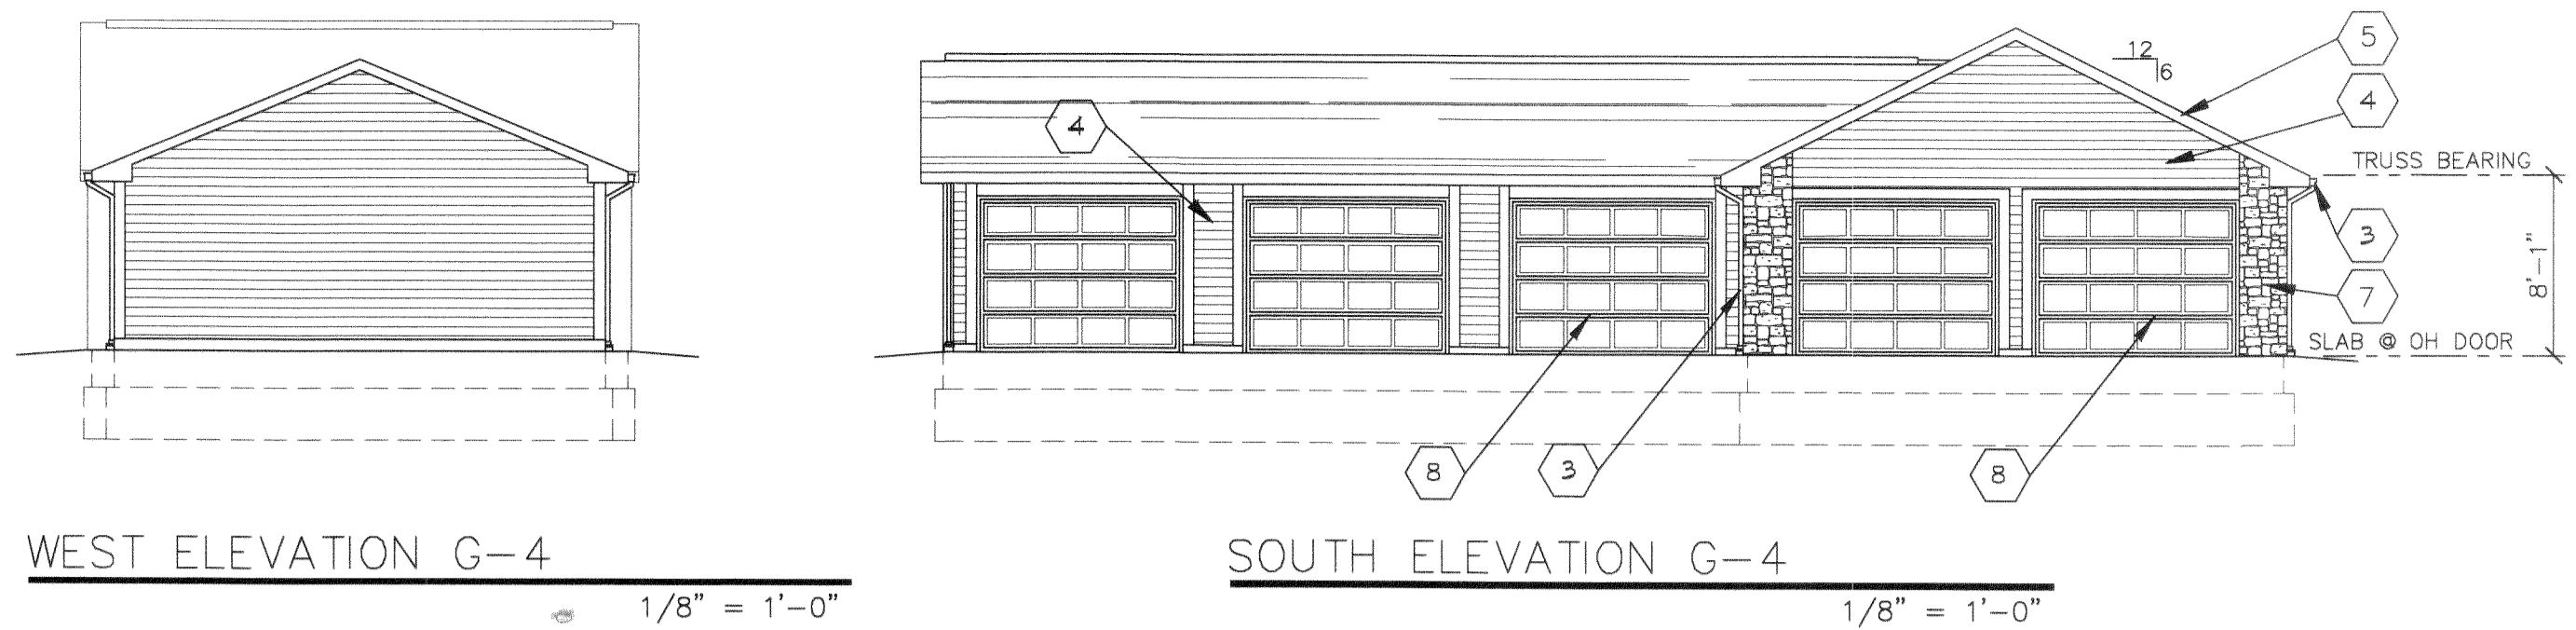 12
6
5
4
4
TRUSS BEARING
3
8'-1"
7
SLAB @ OH DOOR
8
3
8
WEST ELEVATION G-4
1/8" = 1'-0"
SOUTH ELEVATION G-4
1/8" = 1'-0"